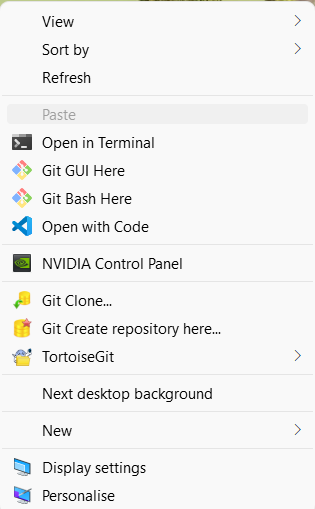 View
Sort by
Refresh
Paste
Open in Terminal
Git GUI Here
Git Bash Here
Open with Code
NVIDIA Control Panel
Git Clone...
Git Create repository here...
TortoiseGit
Next desktop background
New
Display settings
Personalise